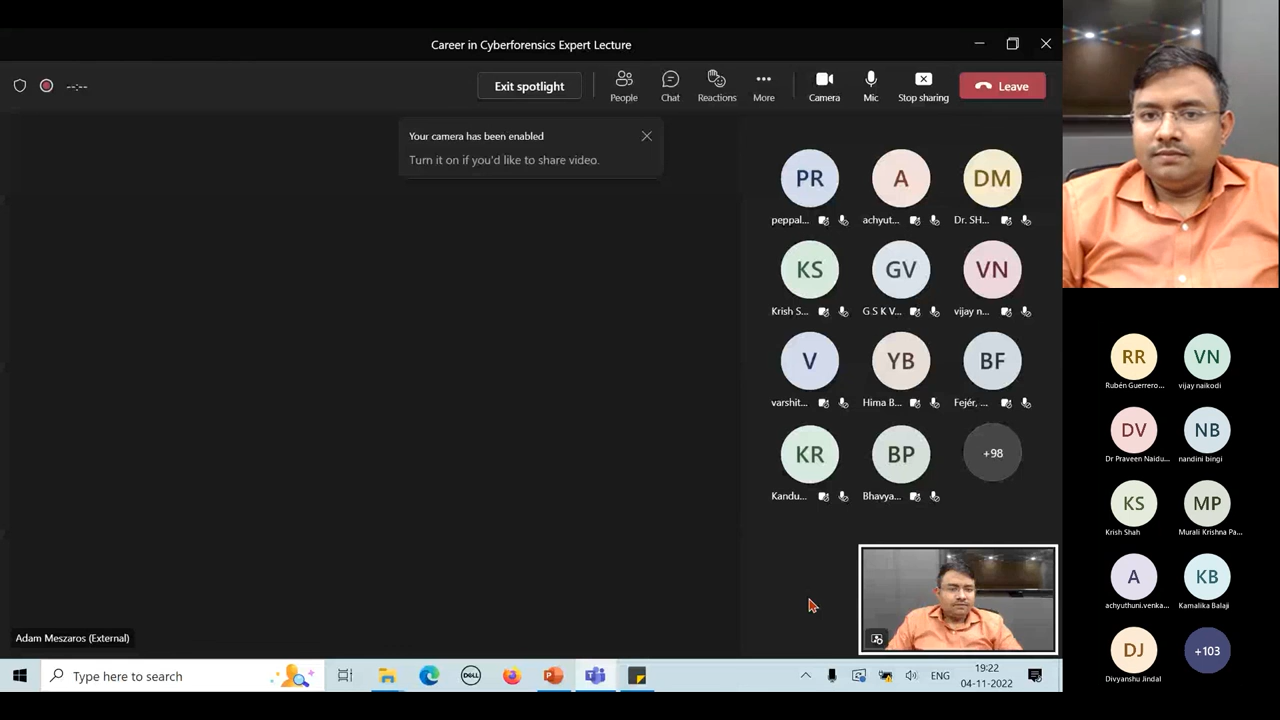 Career in Cyberforensics Expert Lecture
--:--
Exit spotlight
People
Chat
Reactions
More
Camera
Mic
Stop sharing
Leave
Your camera has been enabled
Turn it on if you'd like to share video.
PR
A
DM
peppal...
achyut...
Dr. SH...
KS
GV
VN
Krish S...
G S K V...
vijay n...
V
YB
BF
varshit...
Hima B...
Fejér, ...
KR
BP
+98
Kandu...
Bhavya...
Adam Meszaros (External)
Type here to search
DELL
ENG
19:22
04-11-2022
RR
VN
Rubén Guerrero...
vijay naikodi
DV
NB
Dr Praveen Naidu...
nandini bingi
KS
MP
Krish Shah
Murali Krishna Pa...
A
KB
achyuthuni.venka...
Kamalika Balaji
DJ
+103
Divyanshu Jindal